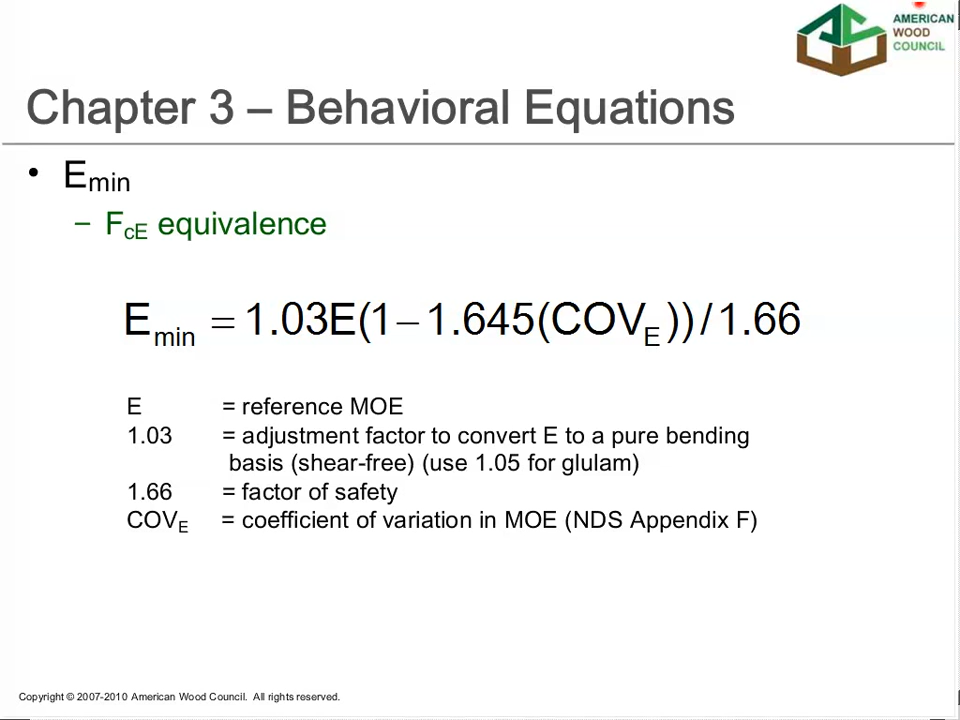 AMERICAN
WOOD
COUNCIL
Chapter 3 – Behavioral Equations
• Emin
– FcE equivalence
Emin = 1.03E(1−1.645(COVE))/1.66
E = reference MOE
1.03 = adjustment factor to convert E to a pure bending
basis (shear-free) (use 1.05 for glulam)
1.66 = factor of safety
COVE = coefficient of variation in MOE (NDS Appendix F)
Copyright © 2007-2010 American Wood Council. All rights reserved.